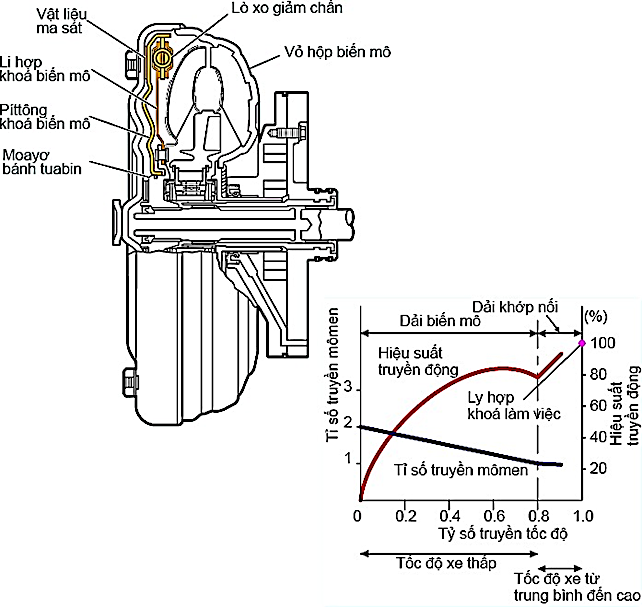 Vật liệu
ma sát
Lò xo giảm chấn
Vỏ hộp biến mô
Li hợp
khoá biến mô
Píttông
khoá biến mô
Moayơ
bánh tuabin
Dải khớp nối
(%)
Dải biến mô
Hiệu suất
truyền động
Ly hợp
khoá làm việc
Tỉ số truyền mômen
Tỉ số truyền mômen
Hiệu suất
truyền động
3
2
1
100
80
60
40
20
0
0.2
0.4
0.6
0.8
1.0
Tỷ số truyền tốc độ
Tốc độ xe thấp
Tốc độ xe từ
trung bình đến cao